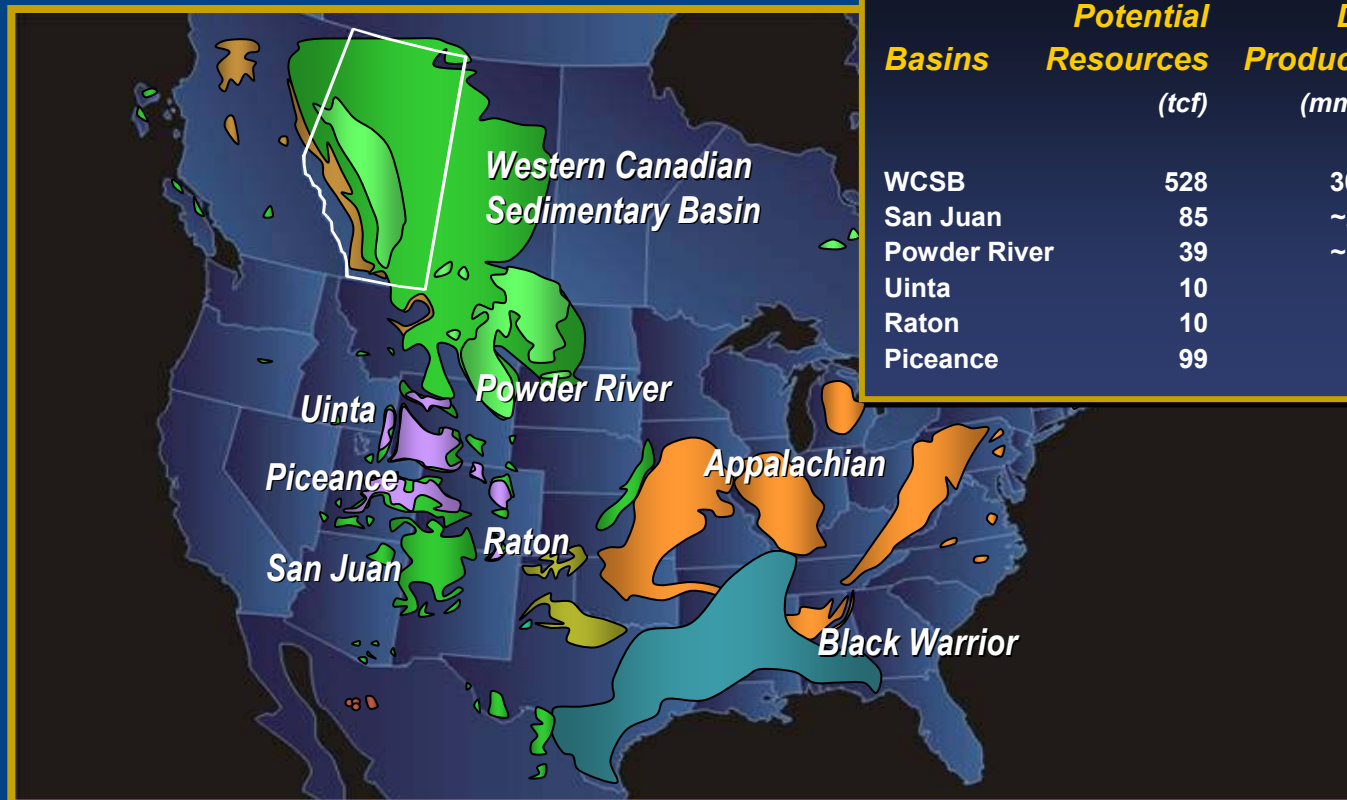 Potential
Basins Resources
(tcf)
WCSB 528
San Juan 85
Powder River 39
Uinta 10
Raton 10
Piceance 99
Western Canadian
Sedimentary Basin
Powder River
Uinta
Piceance
Appalachian
Raton
San Juan
Black Warrior